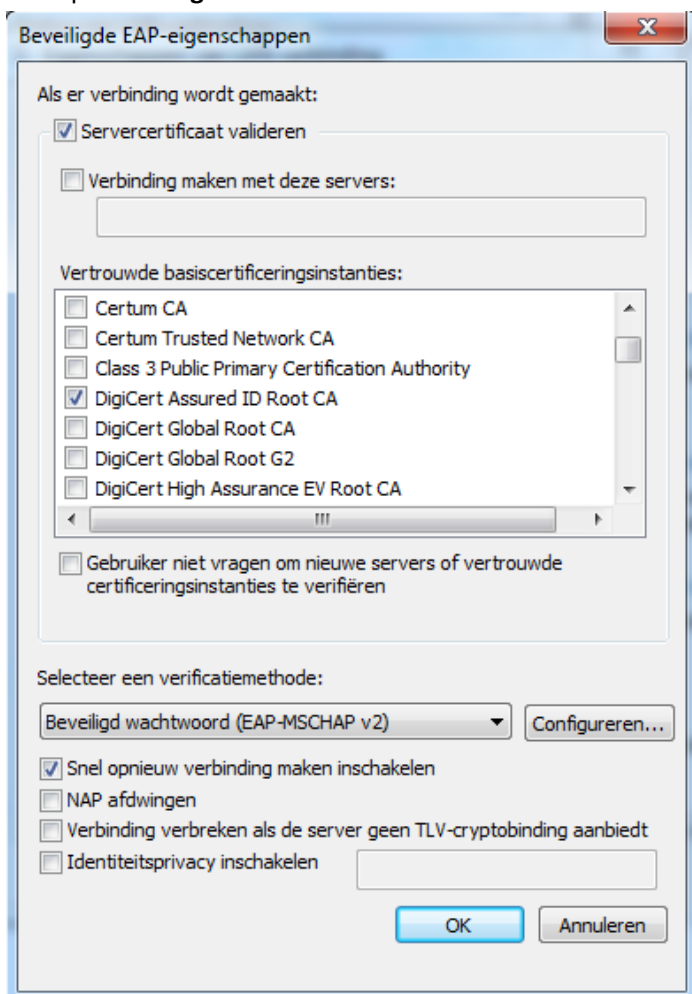 Beveiligde EAP-eigenschappen
Als er verbinding wordt gemaakt:
Servercertificaat valideren
Verbinding maken met deze servers:
Vertrouwde basiscertificeringsinstanties:
Certum CA
Certum Trusted Network CA
Class 3 Public Primary Certification Authority
DigiCert Assured ID Root CA
DigiCert Global Root CA
DigiCert Global Root G2
DigiCert High Assurance EV Root CA
Gebruiker niet vragen om nieuwe servers of vertrouwde
certificeringsinstanties te verifiëren
Selecteer een verificatiemethode:
Beveiligd wachtwoord (EAP-MSCHAP v2)
Configureren...
Snel opnieuw verbinding maken inschakelen
NAP afdwingen
Verbinding verbreken als de server geen TLV-cryptobinding aanbiedt
Identiteitsprivacy inschakelen
OK
Annuleren